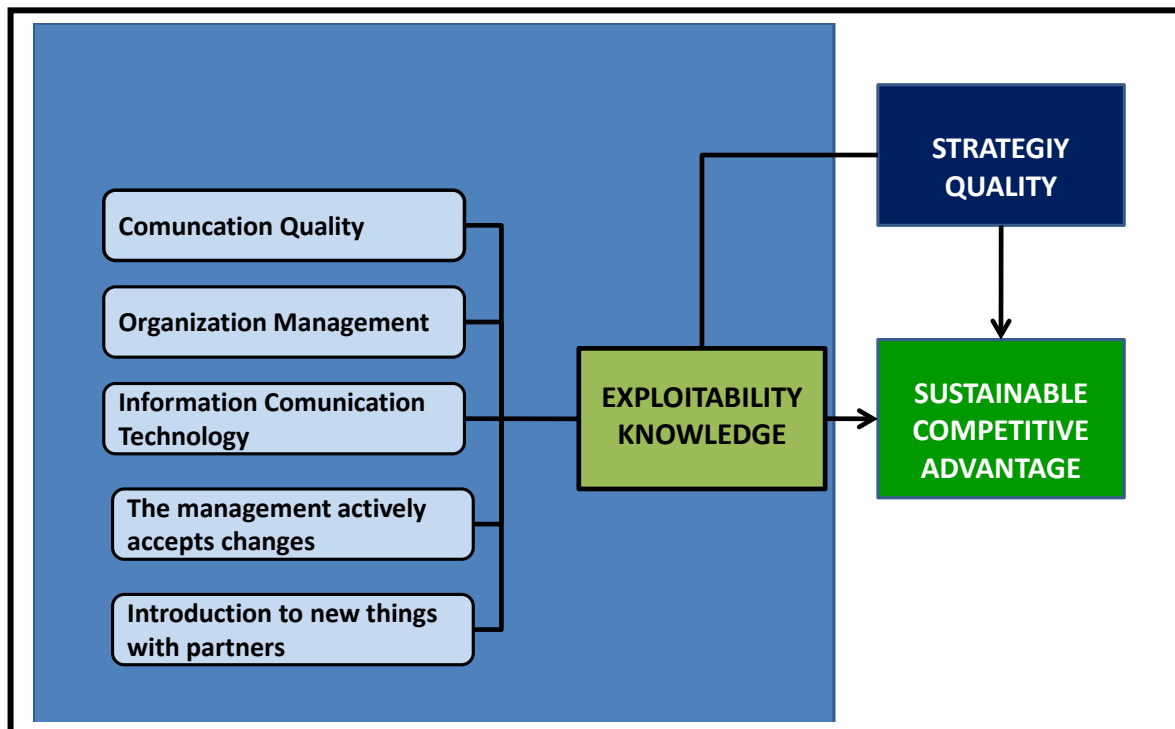 STRATEGIY
QUALITY
Comuncation Quality
Organization Management
Information Comunication
Technology
The management actively
accepts changes
Introduction to new things
with partners
EXPLOITABILITY
KNOWLEDGE
SUSTAINABLE
COMPETITIVE
ADVANTAGE